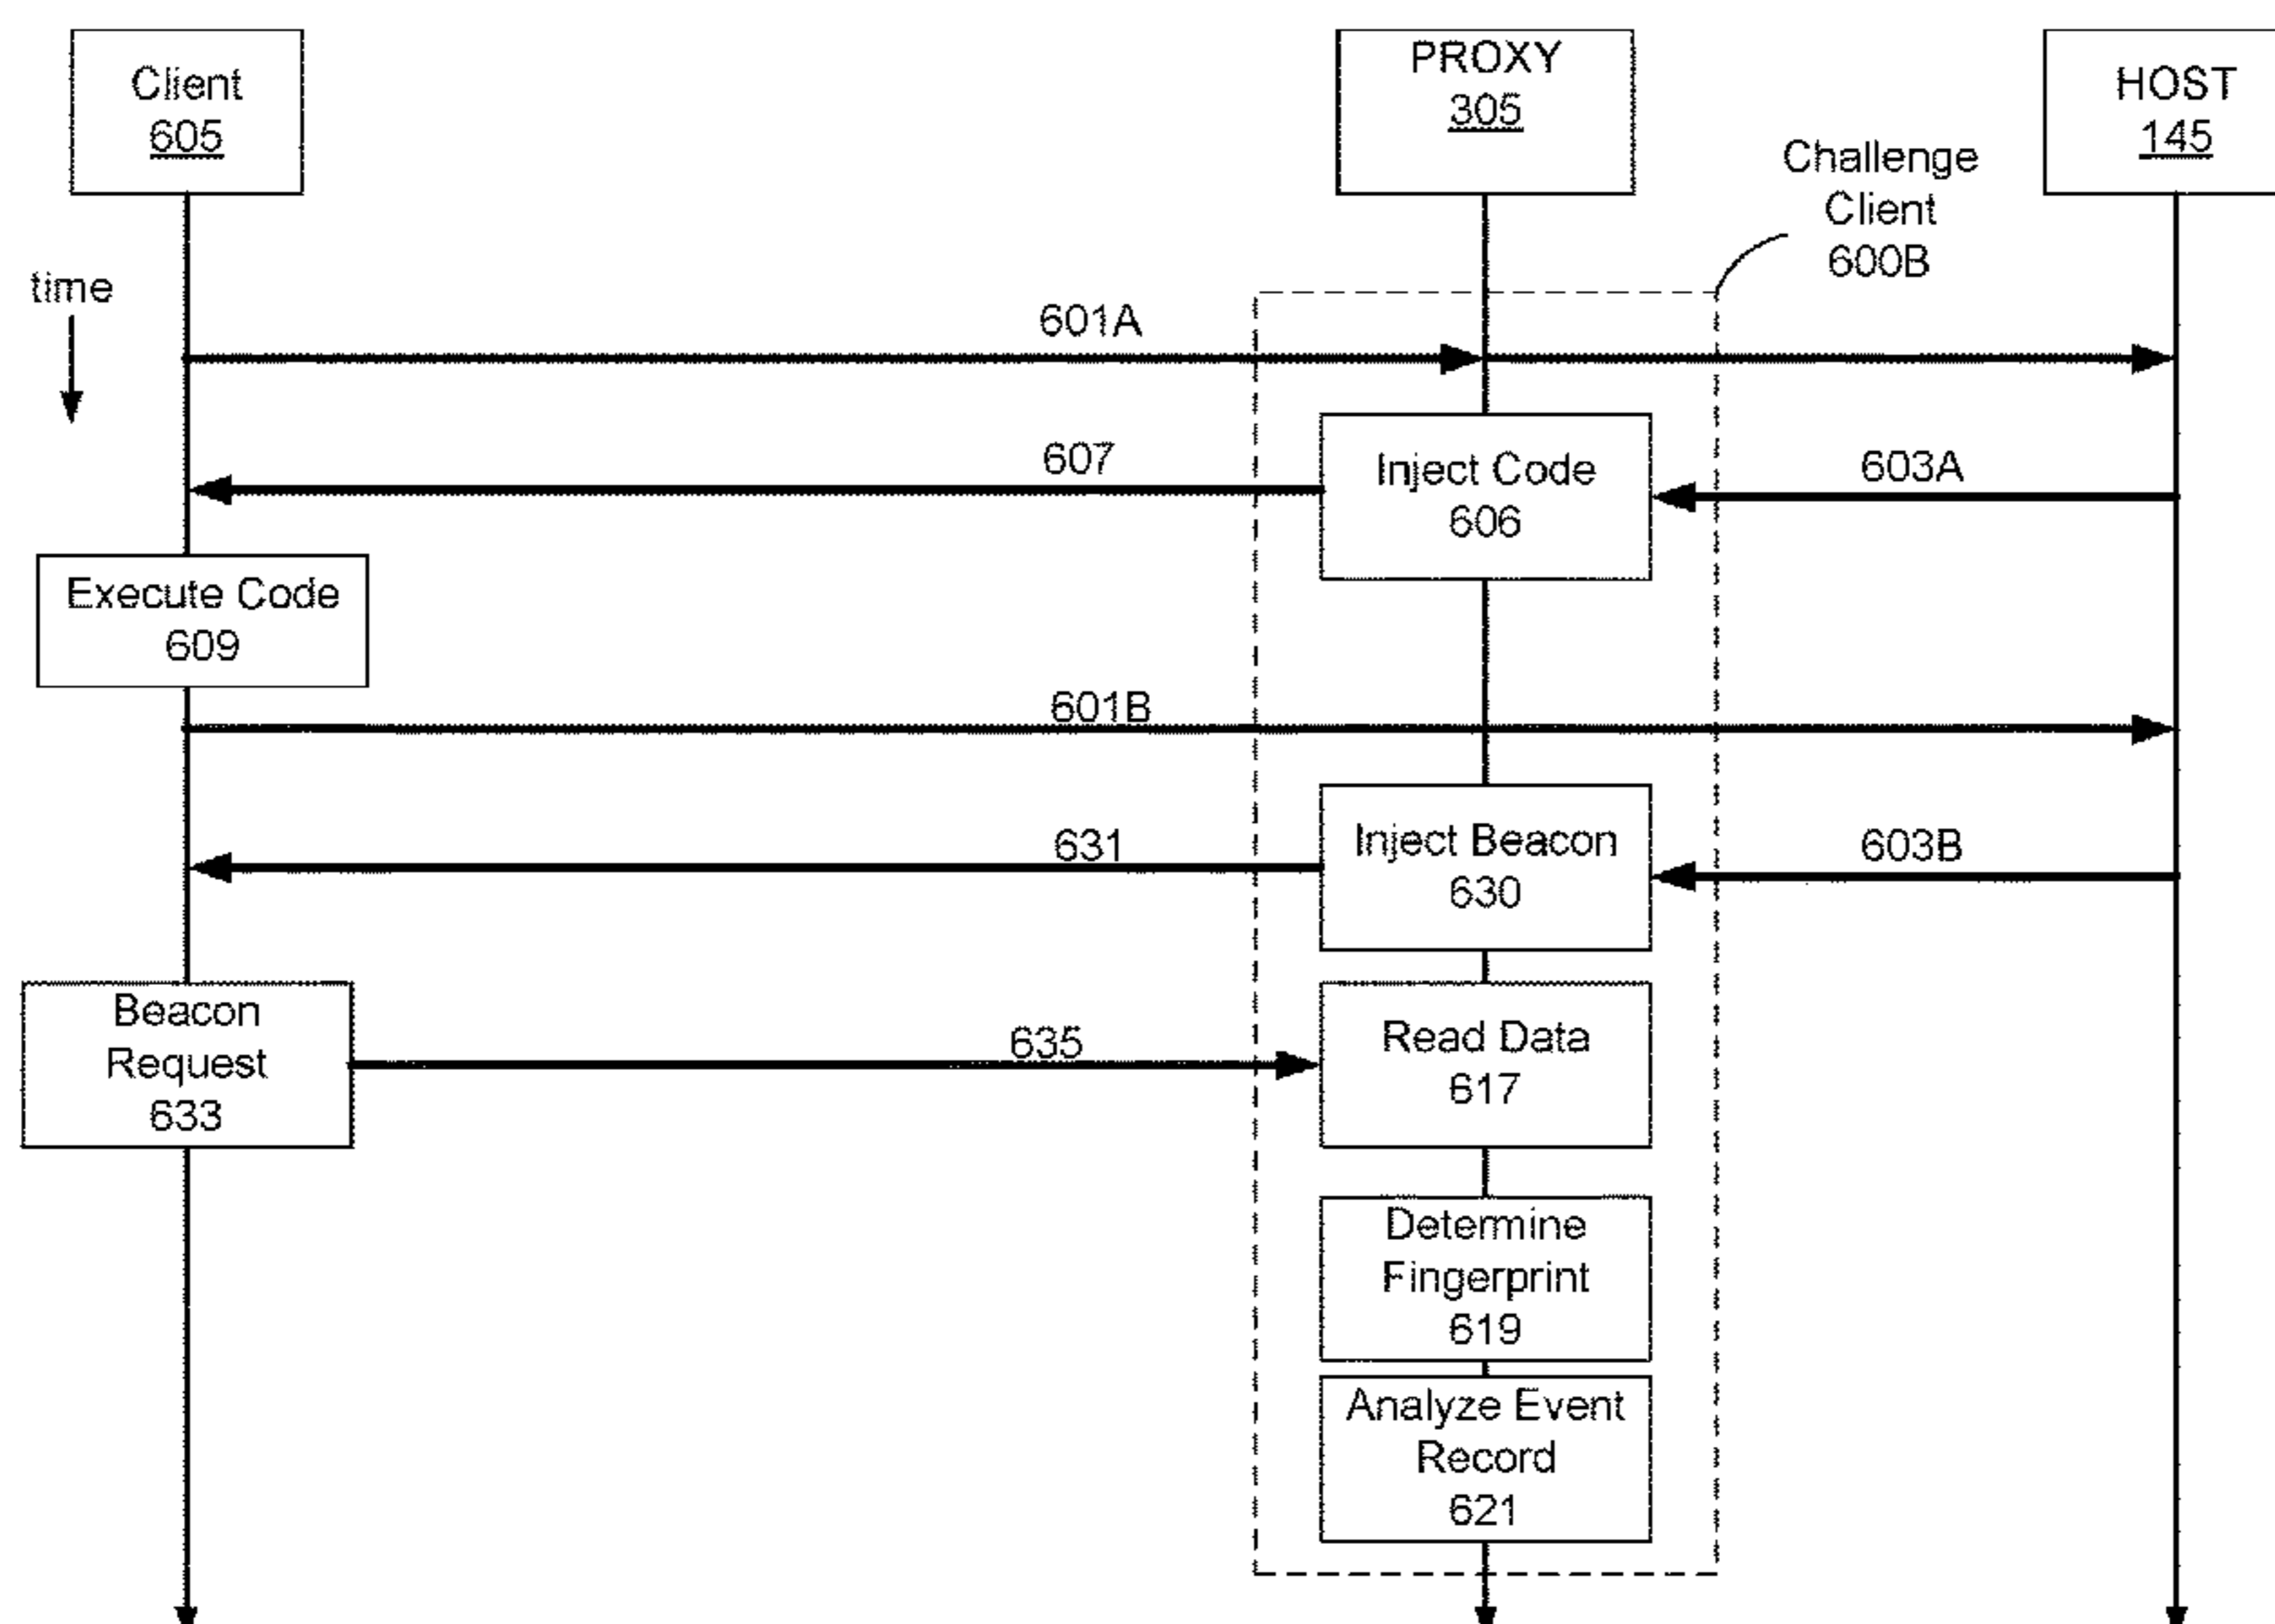 Client
605
PROXY
305
HOST
145
Challenge
Client
600B
time
601A
607
Inject Code
606
603A
Execute Code
609
601B
631
Inject Beacon
630
603B
Beacon
Request
633
635
Read Data
617
Determine
Fingerprint
619
Analyze Event
Record
621